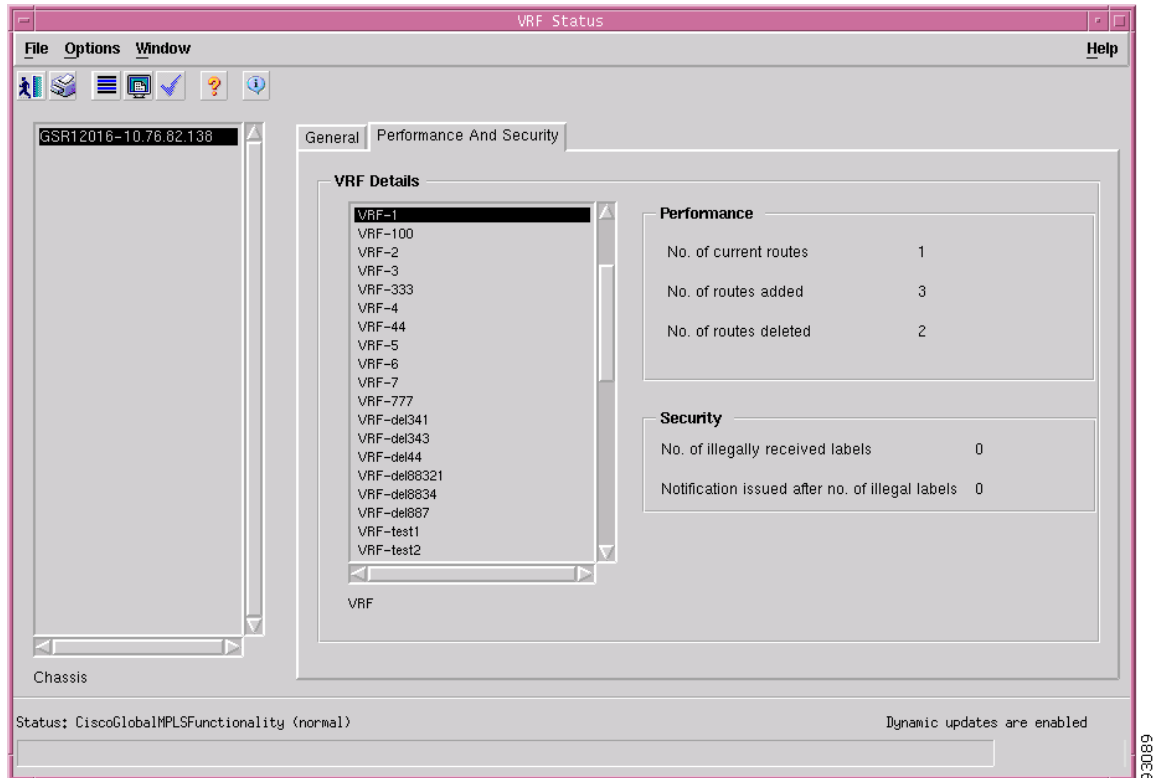 VRF Status
File Options Window Help
GSR12016-10.76.82.138
Chassis
General Performance And Security
VRF Details
VRF-1
VRF-100
VRF-2
VRF-3
VRF-333
VRF-4
VRF-44
VRF-5
VRF-6
VRF-7
VRF-777
VRF-del341
VRF-del343
VRF-del44
VRF-del88321
VRF-del8834
VRF-del887
VRF-test1
VRF-test2
VRF
Performance
No. of current routes 1
No. of routes added 3
No. of routes deleted 2
Security
No. of illegally received labels 0
Notification issued after no. of illegal labels 0
Status: CiscoGlobalMPLSFunctionality (normal) Dynamic updates are enabled
93089